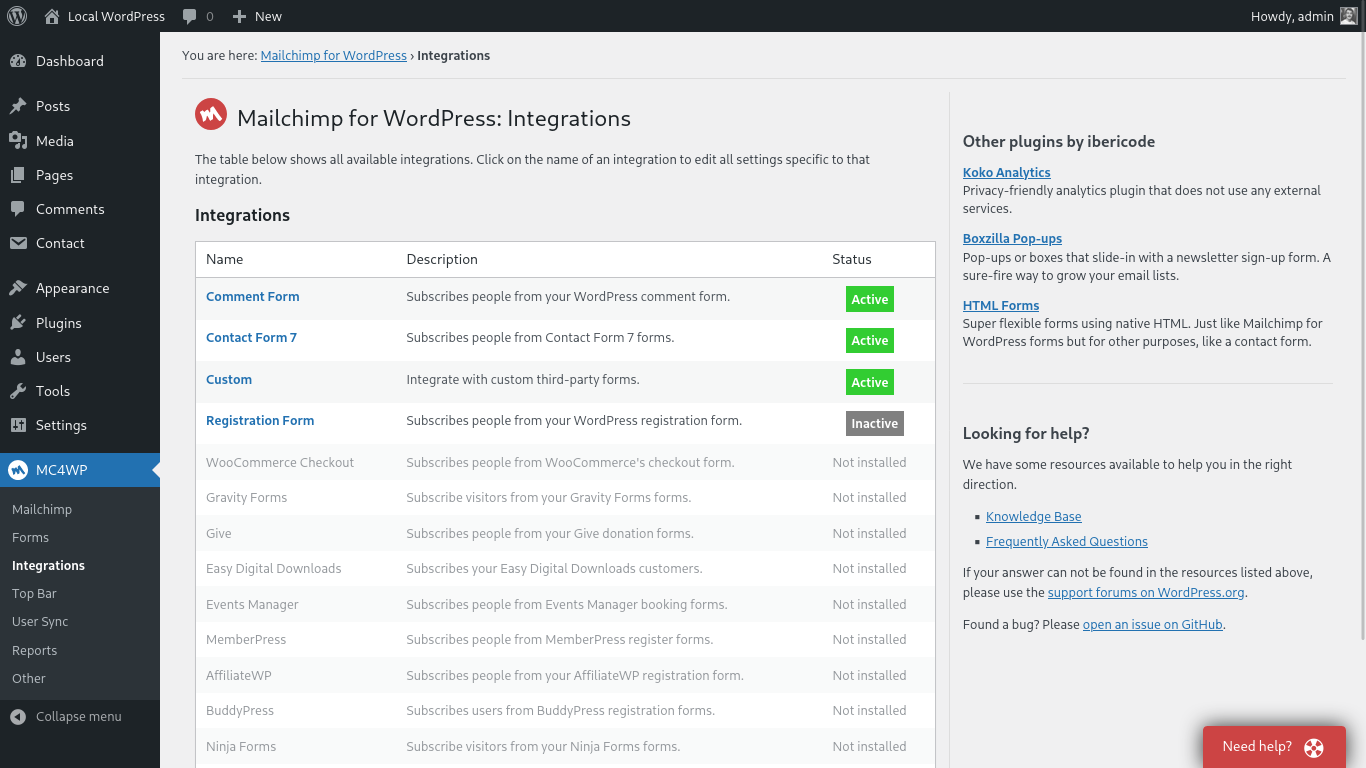 Local WordPress 0 New Howdy, admin
Dashboard
Posts
Media
Pages
Comments
Contact
Appearance
Plugins
Users
Tools
Settings
MC4WP
Mailchimp
Forms
Integrations
Top Bar
User Sync
Reports
Other
Collapse menu
You are here: Mailchimp for WordPress › Integrations
Mailchimp for WordPress: Integrations
The table below shows all available integrations. Click on the name of an integration to edit all settings specific to that
integration.
Integrations
Name Description Status
Comment Form Subscribes people from your WordPress comment form. Active
Contact Form 7 Subscribes people from Contact Form 7 forms. Active
Custom Integrate with custom third-party forms. Active
Registration Form Subscribes people from your WordPress registration form. Inactive
WooCommerce Checkout Subscribes people from WooCommerce's checkout form. Not installed
Gravity Forms Subscribe visitors from your Gravity Forms forms. Not installed
Give Subscribes people from your Give donation forms. Not installed
Easy Digital Downloads Subscribes your Easy Digital Downloads customers. Not installed
Events Manager Subscribes people from Events Manager booking forms. Not installed
MemberPress Subscribes people from MemberPress register forms. Not installed
AffiliateWP Subscribes people from your AffiliateWP registration form. Not installed
BuddyPress Subscribes users from BuddyPress registration forms. Not installed
Ninja Forms Subscribe visitors from your Ninja Forms forms. Not installed
Other plugins by ibericode
Koko Analytics
Privacy-friendly analytics plugin that does not use any external
services.
Boxzilla Pop-ups
Pop-ups or boxes that slide-in with a newsletter sign-up form. A
sure-fire way to grow your email lists.
HTML Forms
Super flexible forms using native HTML. Just like Mailchimp for
WordPress forms but for other purposes, like a contact form.
Looking for help?
We have some resources available to help you in the right
direction.
Knowledge Base
Frequently Asked Questions
If your answer can not be found in the resources listed above,
please use the support forums on WordPress.org.
Found a bug? Please open an issue on GitHub.
Need help?